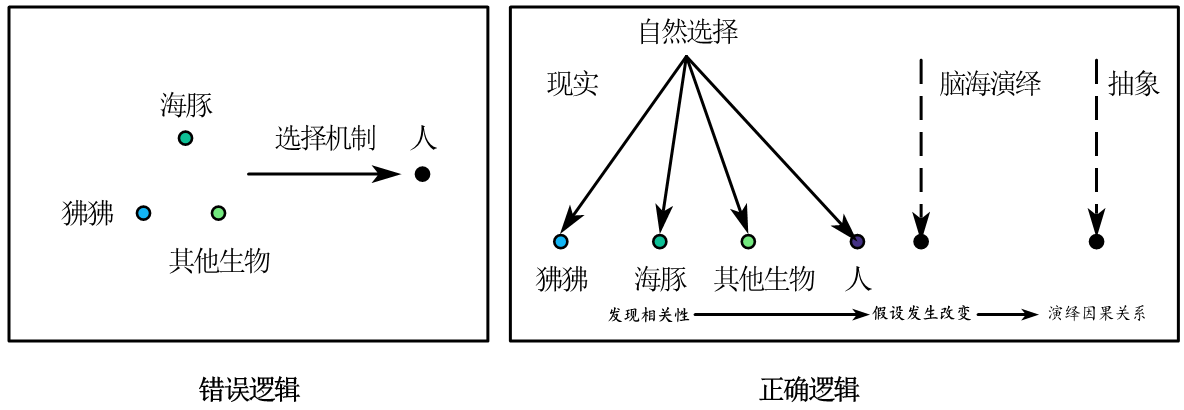 海豚
选择机制
人
狒狒
其他生物
错误逻辑
自然选择
现实
脑海演绎
抽象
狒狒
海豚
其他生物
人
发现相关性
假设发生改变
演绎因果关系
正确逻辑